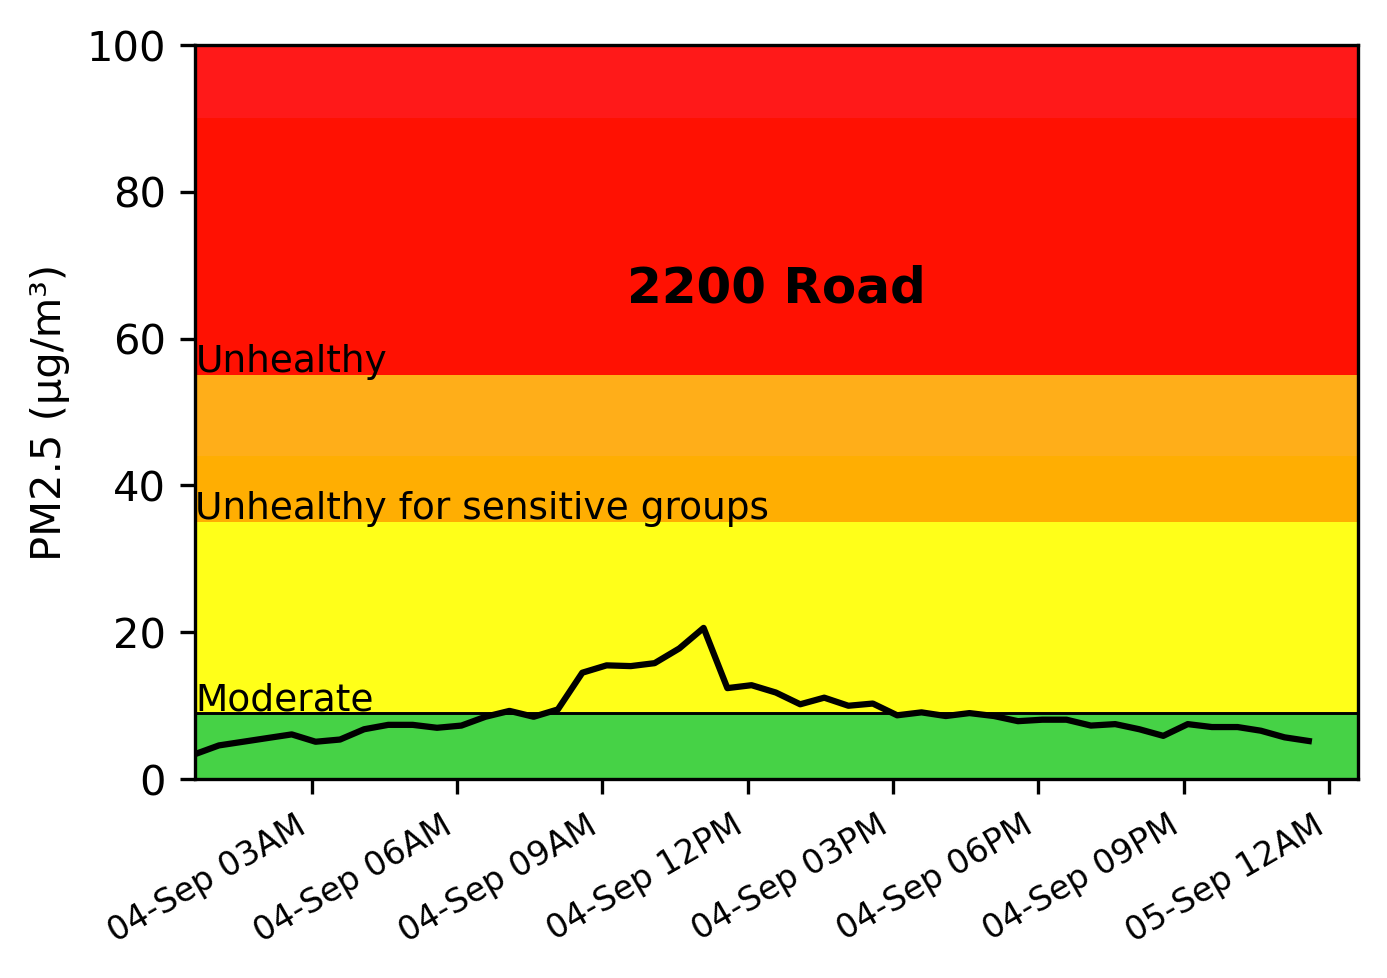 100
80
60
40
20
0
PM2.5 (µg/m³)
2200 Road
Unhealthy
Unhealthy for sensitive groups
Moderate
04-Sep 03AM
04-Sep 06AM
04-Sep 09AM
04-Sep 12PM
04-Sep 03PM
04-Sep 06PM
04-Sep 09PM
05-Sep 12AM